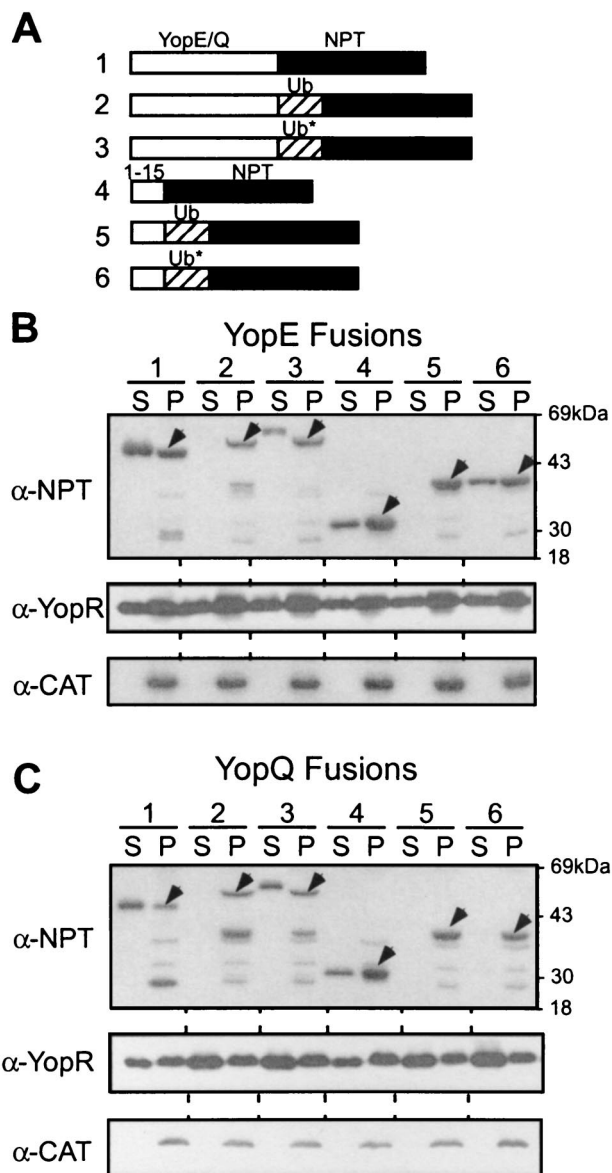 A
YopE/Q NPT
1
Ub
2
Ub*
3
1-15 NPT
4
Ub
5
Ub*
6
B
YopE Fusions
1 2 3 4 5 6
S P S P S P S P S P S P
69kDa
43
α-NPT
30
18
α-YopR
α-CAT
C
YopQ Fusions
1 2 3 4 5 6
S P S P S P S P S P S P
69kDa
43
α-NPT
30
18
α-YopR
α-CAT